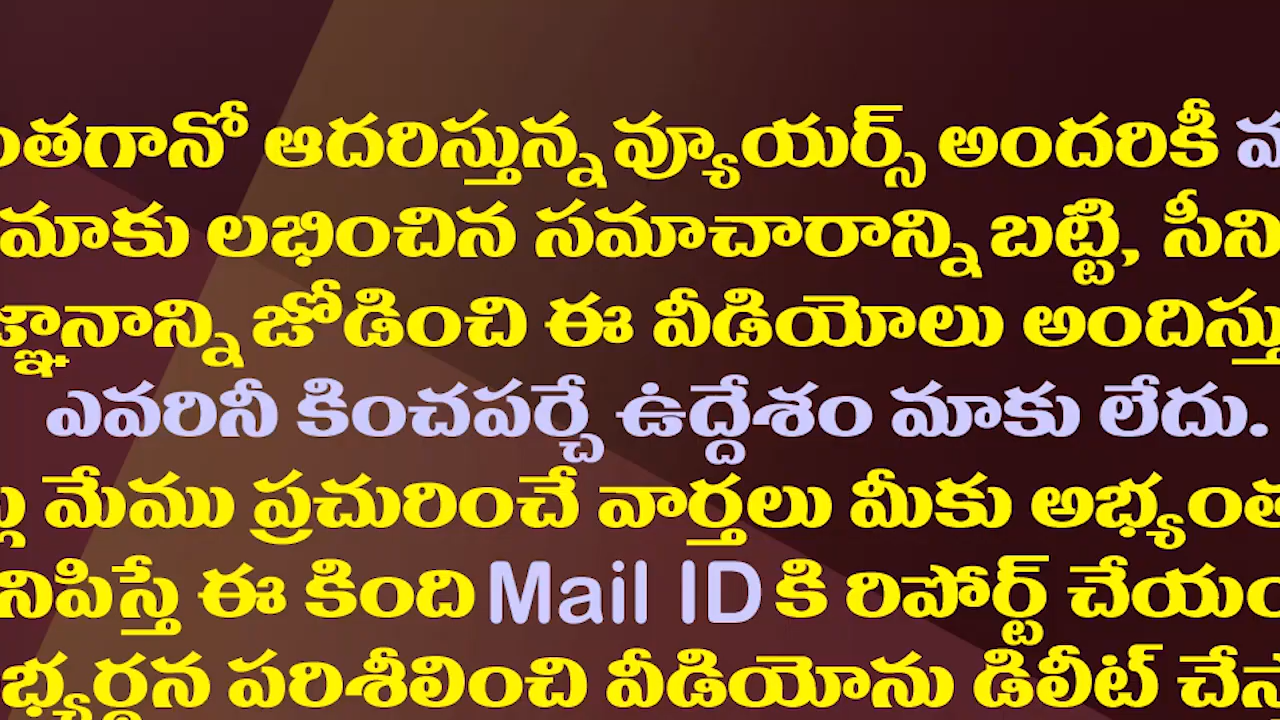 ఆదరిస్తున్న వ్యూయర్స్ అందరికీ
మాకు లభించిన సమాచారాన్ని బట్టి,
జోడించి ఈ వీడియోలు
ఎవరినీ కించపర్చే ఉద్దేశం మాకు లేదు.
మేము ప్రచురించే వార్తలు మీకు
ఈ కింది Mail ID కి రిపోర్ట్
పరిశీలించి వీడియోను డిలీట్